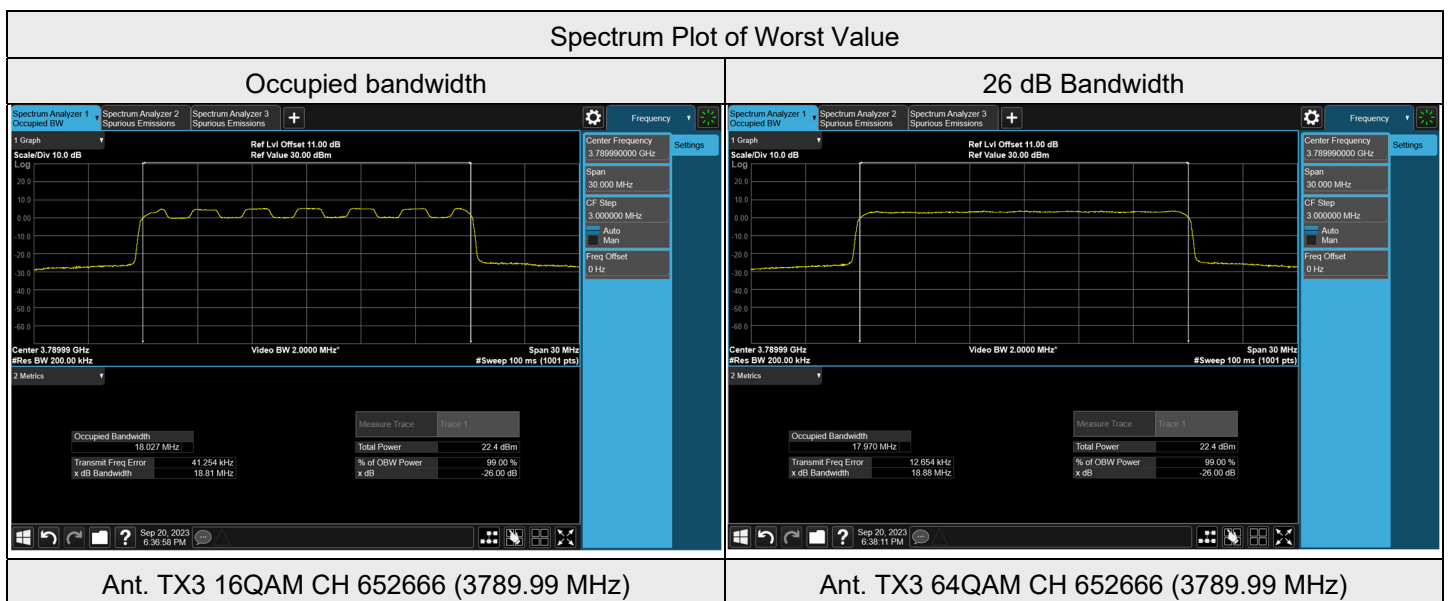 Spectrum Plot of Worst Value
Occupied bandwidth
Spectrum Analyzer 1
Occupied BW
Spectrum Analyzer 2
Spurious Emissions
Spectrum Analyzer 3
Spurious Emissions
+
Frequency
1 Graph
Scale/Div 10.0 dB
Ref Lvl Offset 11.00 dB
Ref Value 30.00 dBm
Log
20.0
10.0
0.00
-10.0
-20.0
-30.0
-40.0
-50.0
-60.0
Center 3.78999 GHz
#Res BW 200.00 kHz
Video BW 2.0000 MHz*
Span 30 MHz
#Sweep 100 ms (1001 pts)
Center Frequency
3.789990000 GHz
Settings
Span
30.000 MHz
CF Step
3.000000 MHz
Auto
Man
Freq Offset
0 Hz
2 Metrics
Measure Trace Trace 1
Occupied Bandwidth
18.027 MHz
Total Power 22.4 dBm
Transmit Freq Error 41.254 kHz
% of OBW Power 99.00 %
x dB Bandwidth 18.81 MHz
x dB -26.00 dB
?
Sep 20, 2023
6:36:58 PM
Ant. TX3 16QAM CH 652666 (3789.99 MHz)
26 dB Bandwidth
Spectrum Analyzer 1
Occupied BW
Spectrum Analyzer 2
Spurious Emissions
Spectrum Analyzer 3
Spurious Emissions
+
Frequency
1 Graph
Scale/Div 10.0 dB
Ref Lvl Offset 11.00 dB
Ref Value 30.00 dBm
Log
20.0
10.0
0.00
-10.0
-20.0
-30.0
-40.0
-50.0
-60.0
Center 3.78999 GHz
#Res BW 200.00 kHz
Video BW 2.0000 MHz*
Span 30 MHz
#Sweep 100 ms (1001 pts)
Center Frequency
3.789990000 GHz
Settings
Span
30.000 MHz
CF Step
3.000000 MHz
Auto
Man
Freq Offset
0 Hz
2 Metrics
Measure Trace Trace 1
Occupied Bandwidth
17.970 MHz
Total Power 22.4 dBm
Transmit Freq Error 12.654 kHz
% of OBW Power 99.00 %
x dB Bandwidth 18.88 MHz
x dB -26.00 dB
?
Sep 20, 2023
6:38:11 PM
Ant. TX3 64QAM CH 652666 (3789.99 MHz)